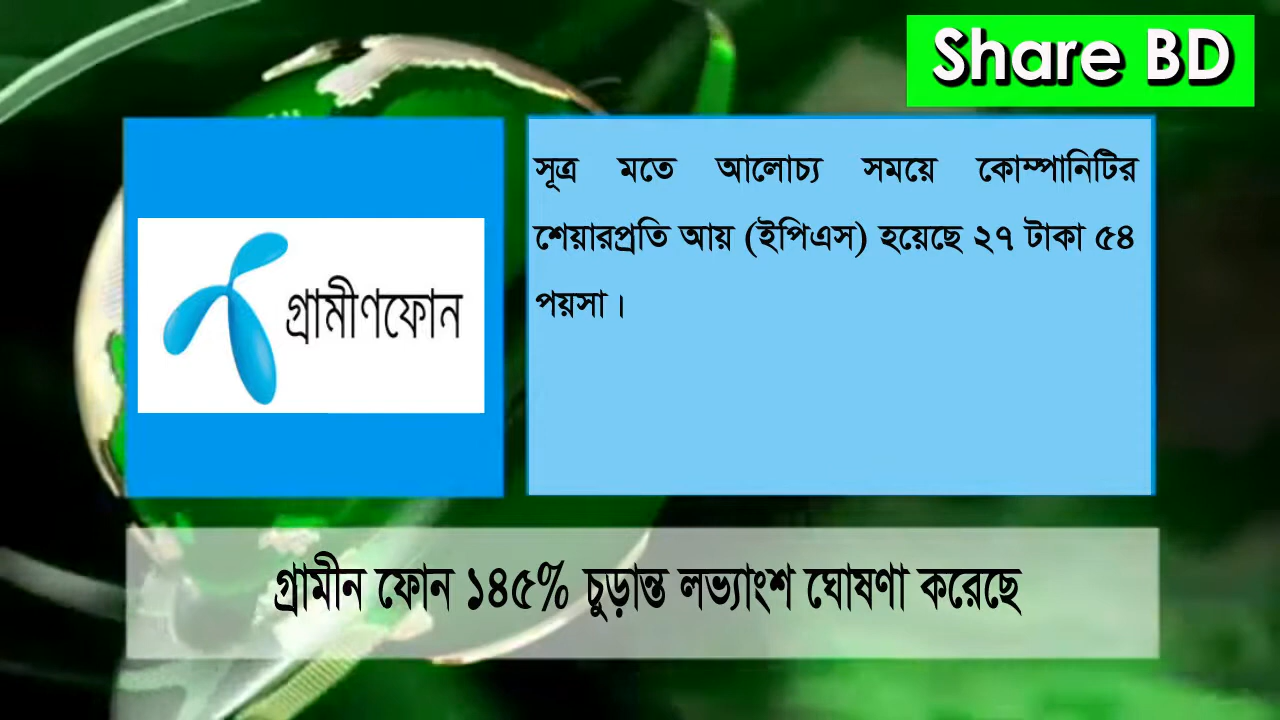 Share BD
সূত্র মতে আলোচ্য সময়ে কোম্পানিটির
শেয়ারপ্রতি আয় (ইপিএস) হয়েছে ২৭ টাকা ৫৪
পয়সা।
গ্রামীণফোন
গ্রামীন ফোন ১৪৫% চুড়ান্ত লভ্যাংশ ঘোষণা করেছে